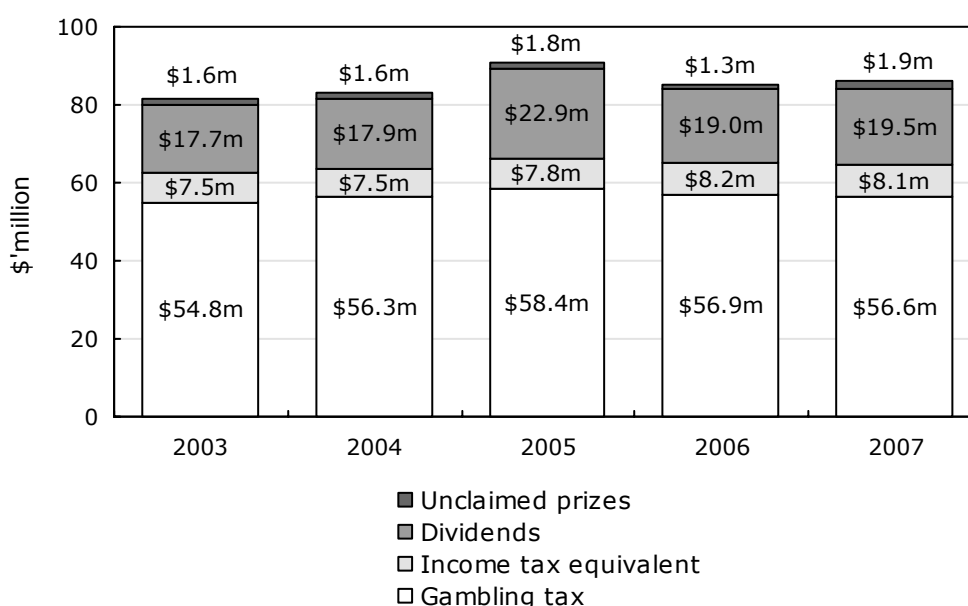 100
$1.8m
$1.6m
$1.6m
$1.3m
$1.9m
80
$17.7m
$17.9m
$22.9m
$19.0m
$19.5m
60
$7.5m
$7.5m
$7.8m
$8.2m
$8.1m
$'million
40
$54.8m
$56.3m
$58.4m
$56.9m
$56.6m
20
0
2003
2004
2005
2006
2007
Unclaimed prizes
Dividends
Income tax equivalent
Gambling tax